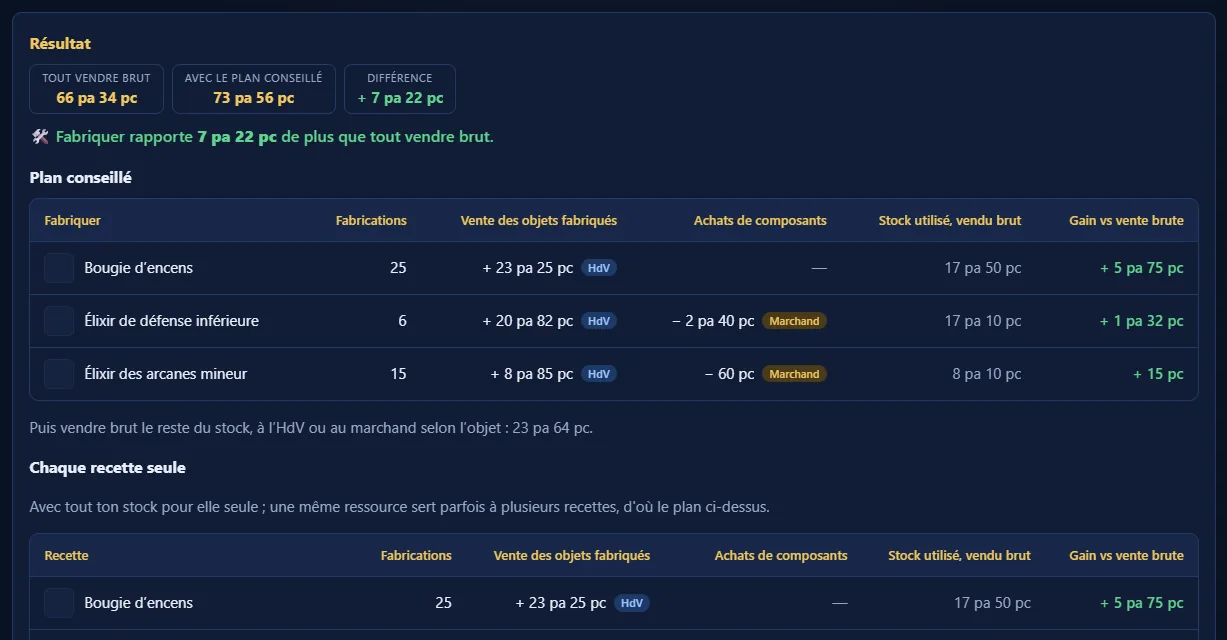 Résultat
TOUT VENDRE BRUT
66 pa 34 pc
AVEC LE PLAN CONSEILLÉ
73 pa 56 pc
DIFFÉRENCE
+ 7 pa 22 pc
Fabriquer rapporte 7 pa 22 pc de plus que tout vendre brut.
Plan conseillé
Fabriquer Fabrications Vente des objets fabriqués Achats de composants Stock utilisé, vendu brut Gain vs vente brute
Bougie d'encens 25 + 23 pa 25 pc HdV — 17 pa 50 pc + 5 pa 75 pc
Élixir de défense inférieure 6 + 20 pa 82 pc HdV − 2 pa 40 pc Marchand 17 pa 10 pc + 1 pa 32 pc
Élixir des arcanes mineur 15 + 8 pa 85 pc HdV − 60 pc Marchand 8 pa 10 pc + 15 pc
Puis vendre brut le reste du stock, à l'HdV ou au marchand selon l'objet : 23 pa 64 pc.
Chaque recette seule
Avec tout ton stock pour elle seule ; une même ressource sert parfois à plusieurs recettes, d'où le plan ci-dessus.
Recette Fabrications Vente des objets fabriqués Achats de composants Stock utilisé, vendu brut Gain vs vente brute
Bougie d'encens 25 + 23 pa 25 pc HdV — 17 pa 50 pc + 5 pa 75 pc